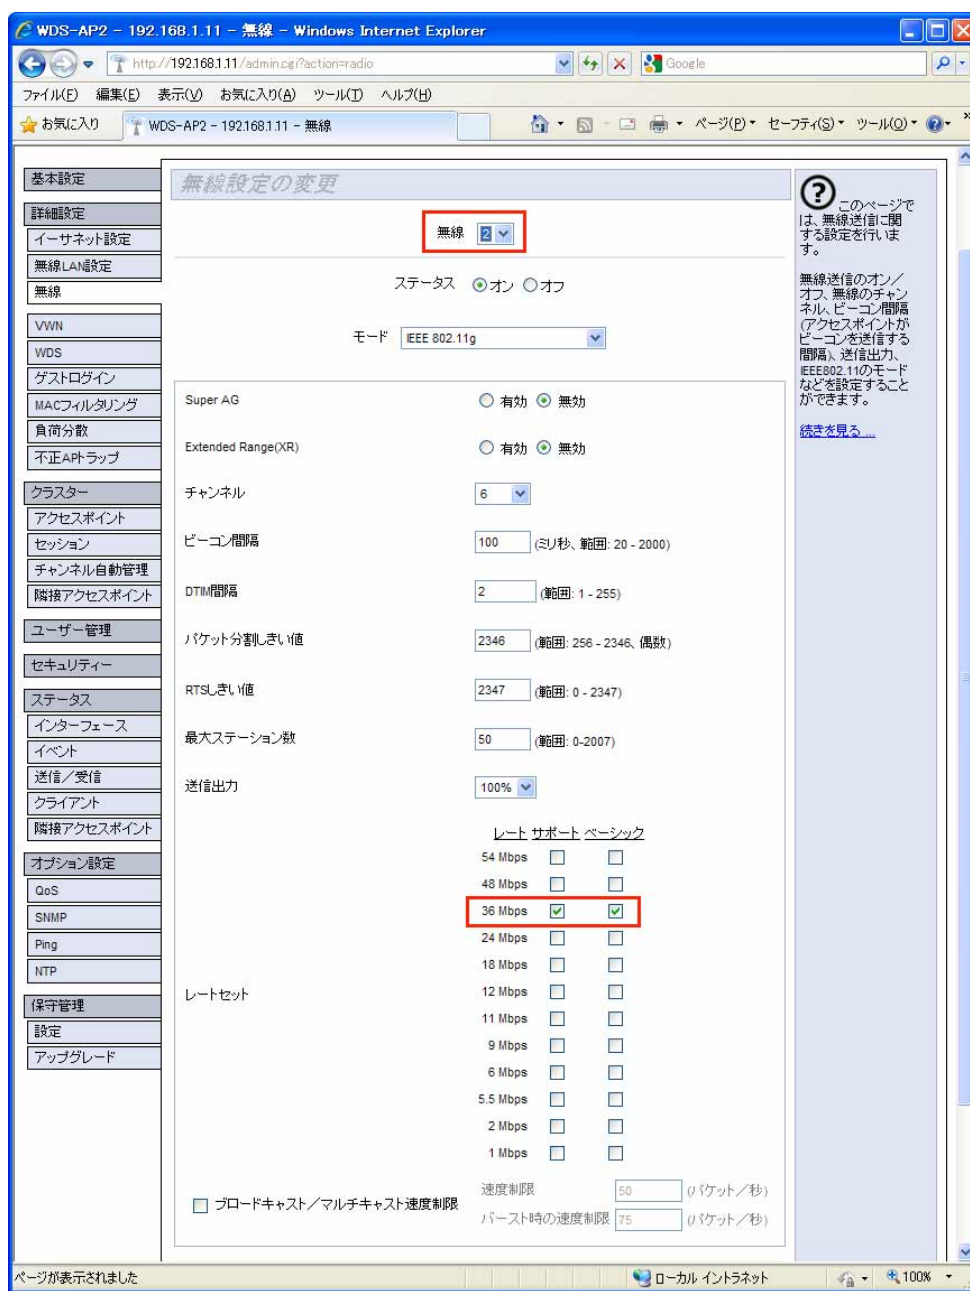 WDS-AP2 - 192.168.1.11 - 無線 - Windows Internet Explorer
http://192.168.1.11/admin.cgi?action=radio
Google
ファイル(F) 編集(E) 表示(V) お気に入り(A) ツール(T) ヘルプ(H)
お気に入り WDS-AP2 - 192.168.1.11 - 無線 ページ(P) セーフティ(S) ツール(O)
基本設定
詳細設定
イーサネット設定
無線LAN設定
無線
VWN
WDS
ゲストログイン
MACフィルタリング
負荷分散
不正APトラップ
クラスター
アクセスポイント
セッション
チャンネル自動管理
隣接アクセスポイント
ユーザー管理
セキュリティー
ステータス
インターフェース
イベント
送信/受信
クライアント
隣接アクセスポイント
オプション設定
QoS
SNMP
Ping
NTP
保守管理
設定
アップグレード
無線設定の変更
無線 2
ステータス オン オフ
モード IEEE 802.11g
Super AG 有効 無効
Extended Range(XR) 有効 無効
チャンネル 6
ビーコン間隔 100 (ミリ秒、範囲: 20 - 2000)
DTIM間隔 2 (範囲: 1 - 255)
パケット分割しきい値 2346 (範囲: 256 - 2346、偶数)
RTSしきい値 2347 (範囲: 0 - 2347)
最大ステーション数 50 (範囲: 0-2007)
送信出力 100%
レートセット
レート サポート ベーシック
54 Mbps
48 Mbps
36 Mbps
24 Mbps
18 Mbps
12 Mbps
11 Mbps
9 Mbps
6 Mbps
5.5 Mbps
2 Mbps
1 Mbps
ブロードキャスト/マルチキャスト速度制限
速度制限 50 (パケット/秒)
バースト時の速度制限 75 (パケット/秒)
このページで
は、無線送信に関
する設定を行いま
す。
無線送信のオン/
オフ、無線のチャン
ネル、ビーコン間隔
(アクセスポイントが
ビーコンを送信する
間隔)、送信出力、
IEEE802.11のモード
などを設定すること
ができます。
続きを見る ...
ページが表示されました ローカル イントラネット 100%